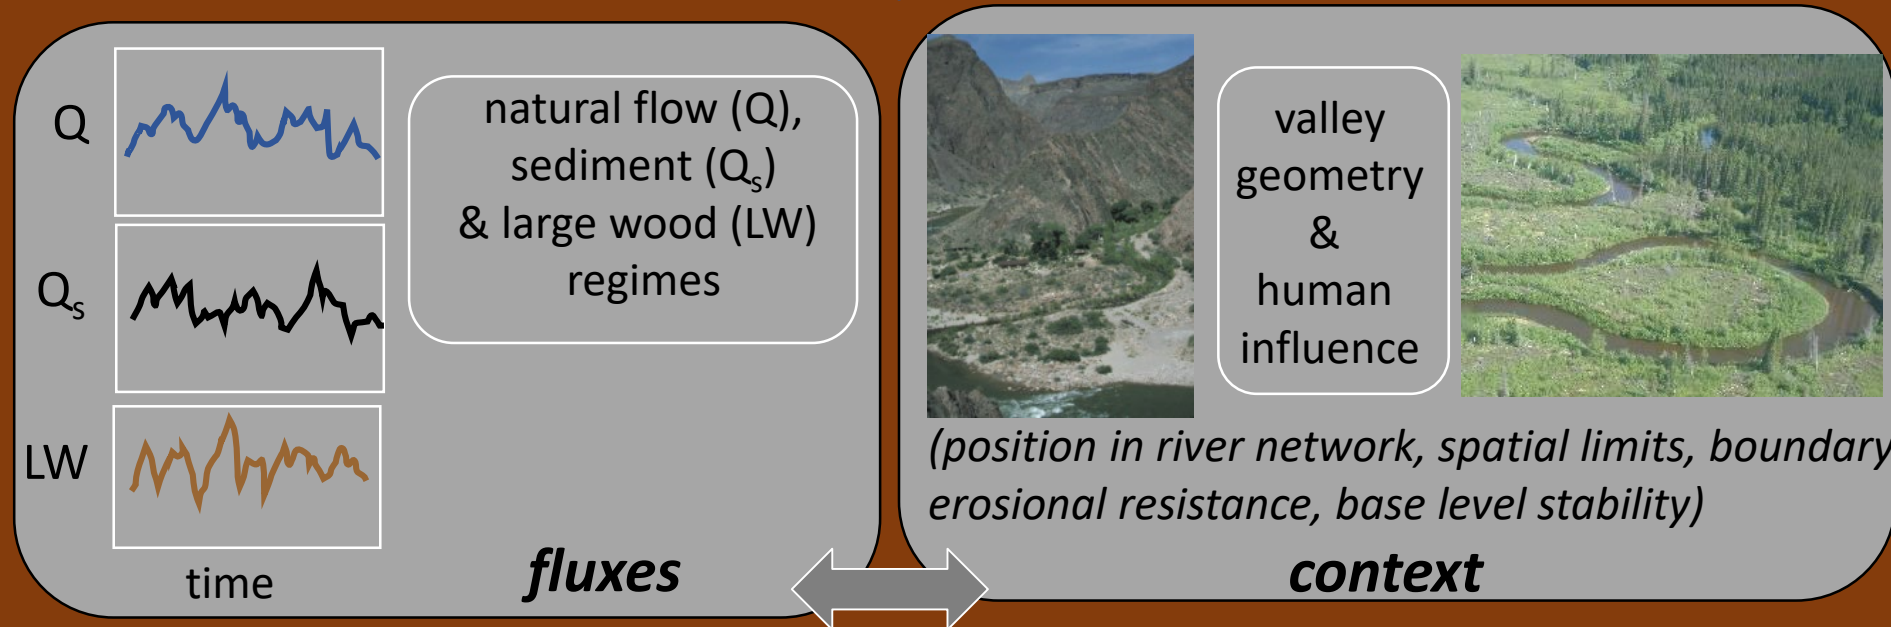 Q
Qs
LW
time
natural flow (Q),
sediment (Qs)
& large wood (LW)
regimes
fluxes
valley
geometry
&
human
influence
(position in river network, spatial limits, boundary
erosional resistance, base level stability)
context